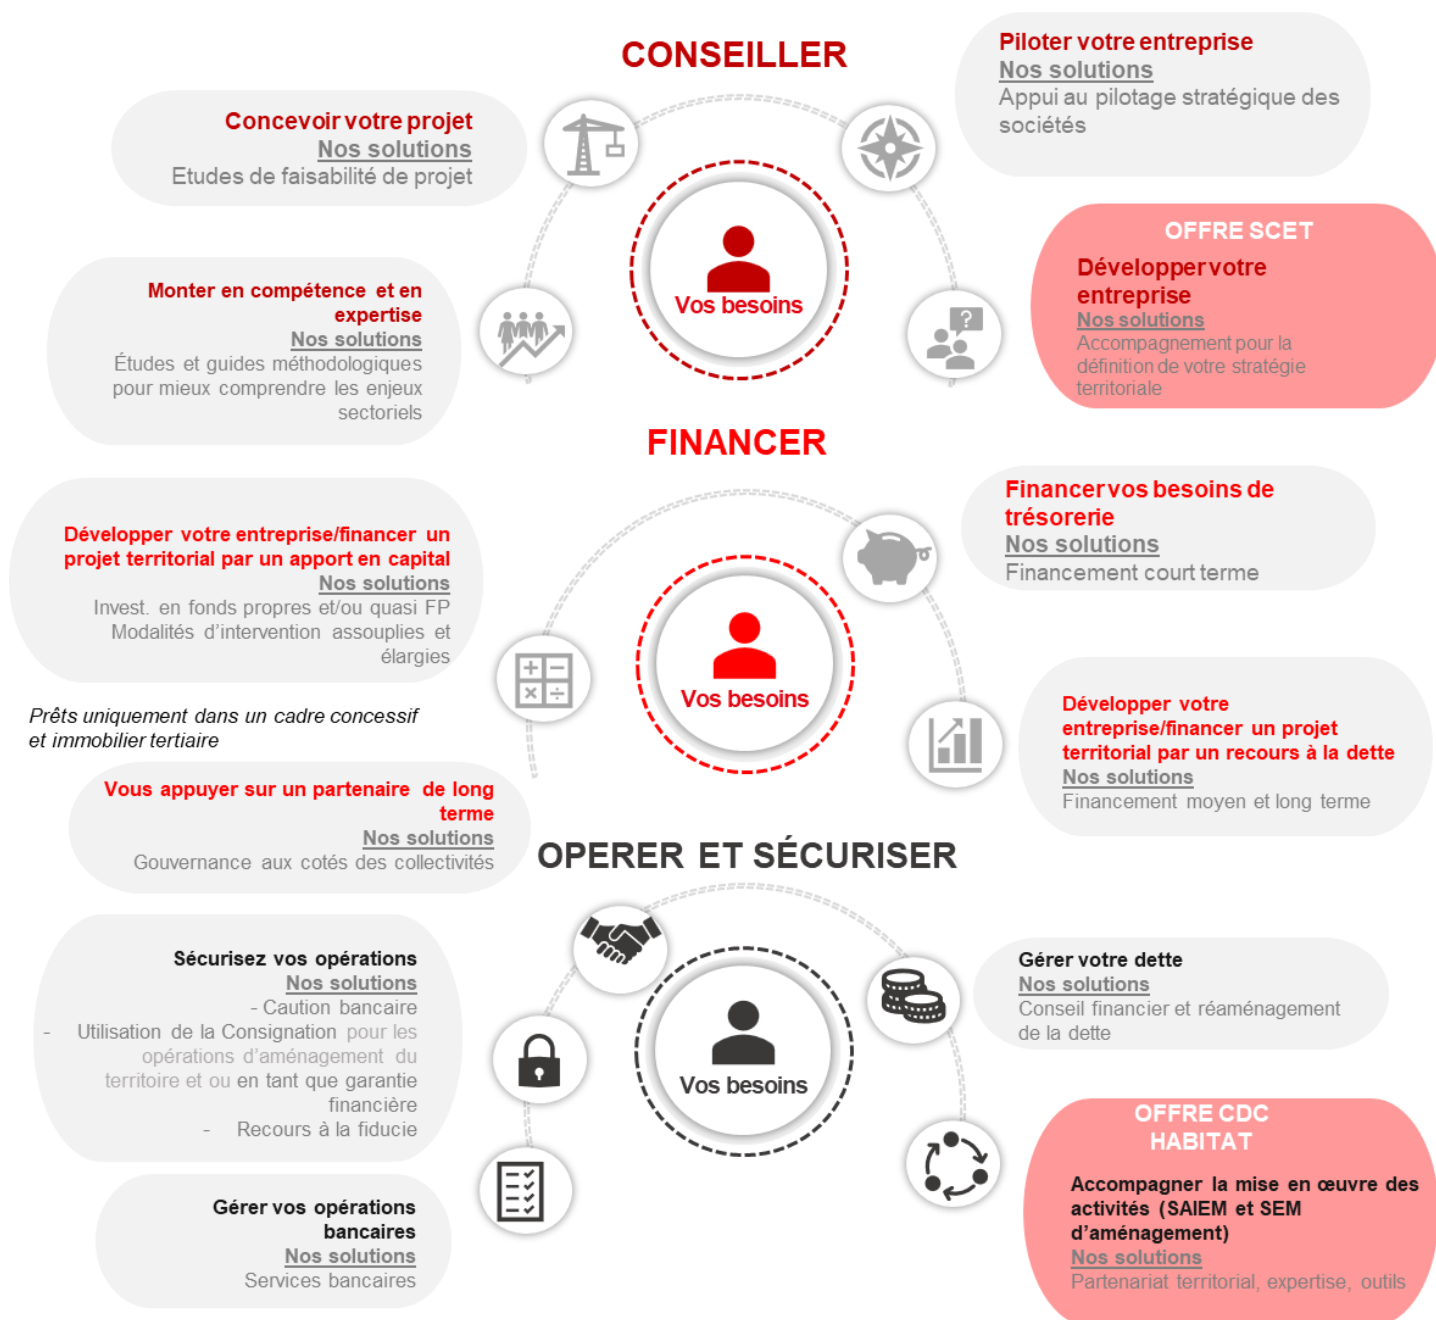 CONSEILLER
Concevoir votre projet
Nos solutions
Etudes de faisabilité de projet
Piloter votre entreprise
Nos solutions
Appui au pilotage stratégique des
sociétés
Monter en compétence et en
expertise
Nos solutions
Études et guides méthodologiques
pour mieux comprendre les enjeux
sectoriels
Vos besoins
OFFRE SCET
Développer votre
entreprise
Nos solutions
Accompagnement pour la
définition de votre stratégie
territoriale
FINANCER
Développer votre entreprise/financer un
projet territorial par un apport en capital
Nos solutions
Invest. en fonds propres et/ou quasi FP
Modalités d'intervention assouplies et
élargies
Financer vos besoins de
trésorerie
Nos solutions
Financement court terme
Vos besoins
Prêts uniquement dans un cadre concessif
et immobilier tertiaire
Développer votre
entreprise/financer un projet
territorial par un recours à la dette
Nos solutions
Financement moyen et long terme
Vous appuyer sur un partenaire de long
terme
Nos solutions
Gouvernance aux cotés des collectivités
OPERER ET SÉCURISER
Sécurisez vos opérations
Nos solutions
- Caution bancaire
- Utilisation de la Consignation pour les
opérations d'aménagement du
territoire et ou en tant que garantie
financière
- Recours à la fiducie
Vos besoins
Gérer votre dette
Nos solutions
Conseil financier et réaménagement
de la dette
Gérer vos opérations
bancaires
Nos solutions
Services bancaires
OFFRE CDC
HABITAT
Accompagner la mise en œuvre des
activités (SAIEM et SEM
d'aménagement)
Nos solutions
Partenariat territorial, expertise, outils